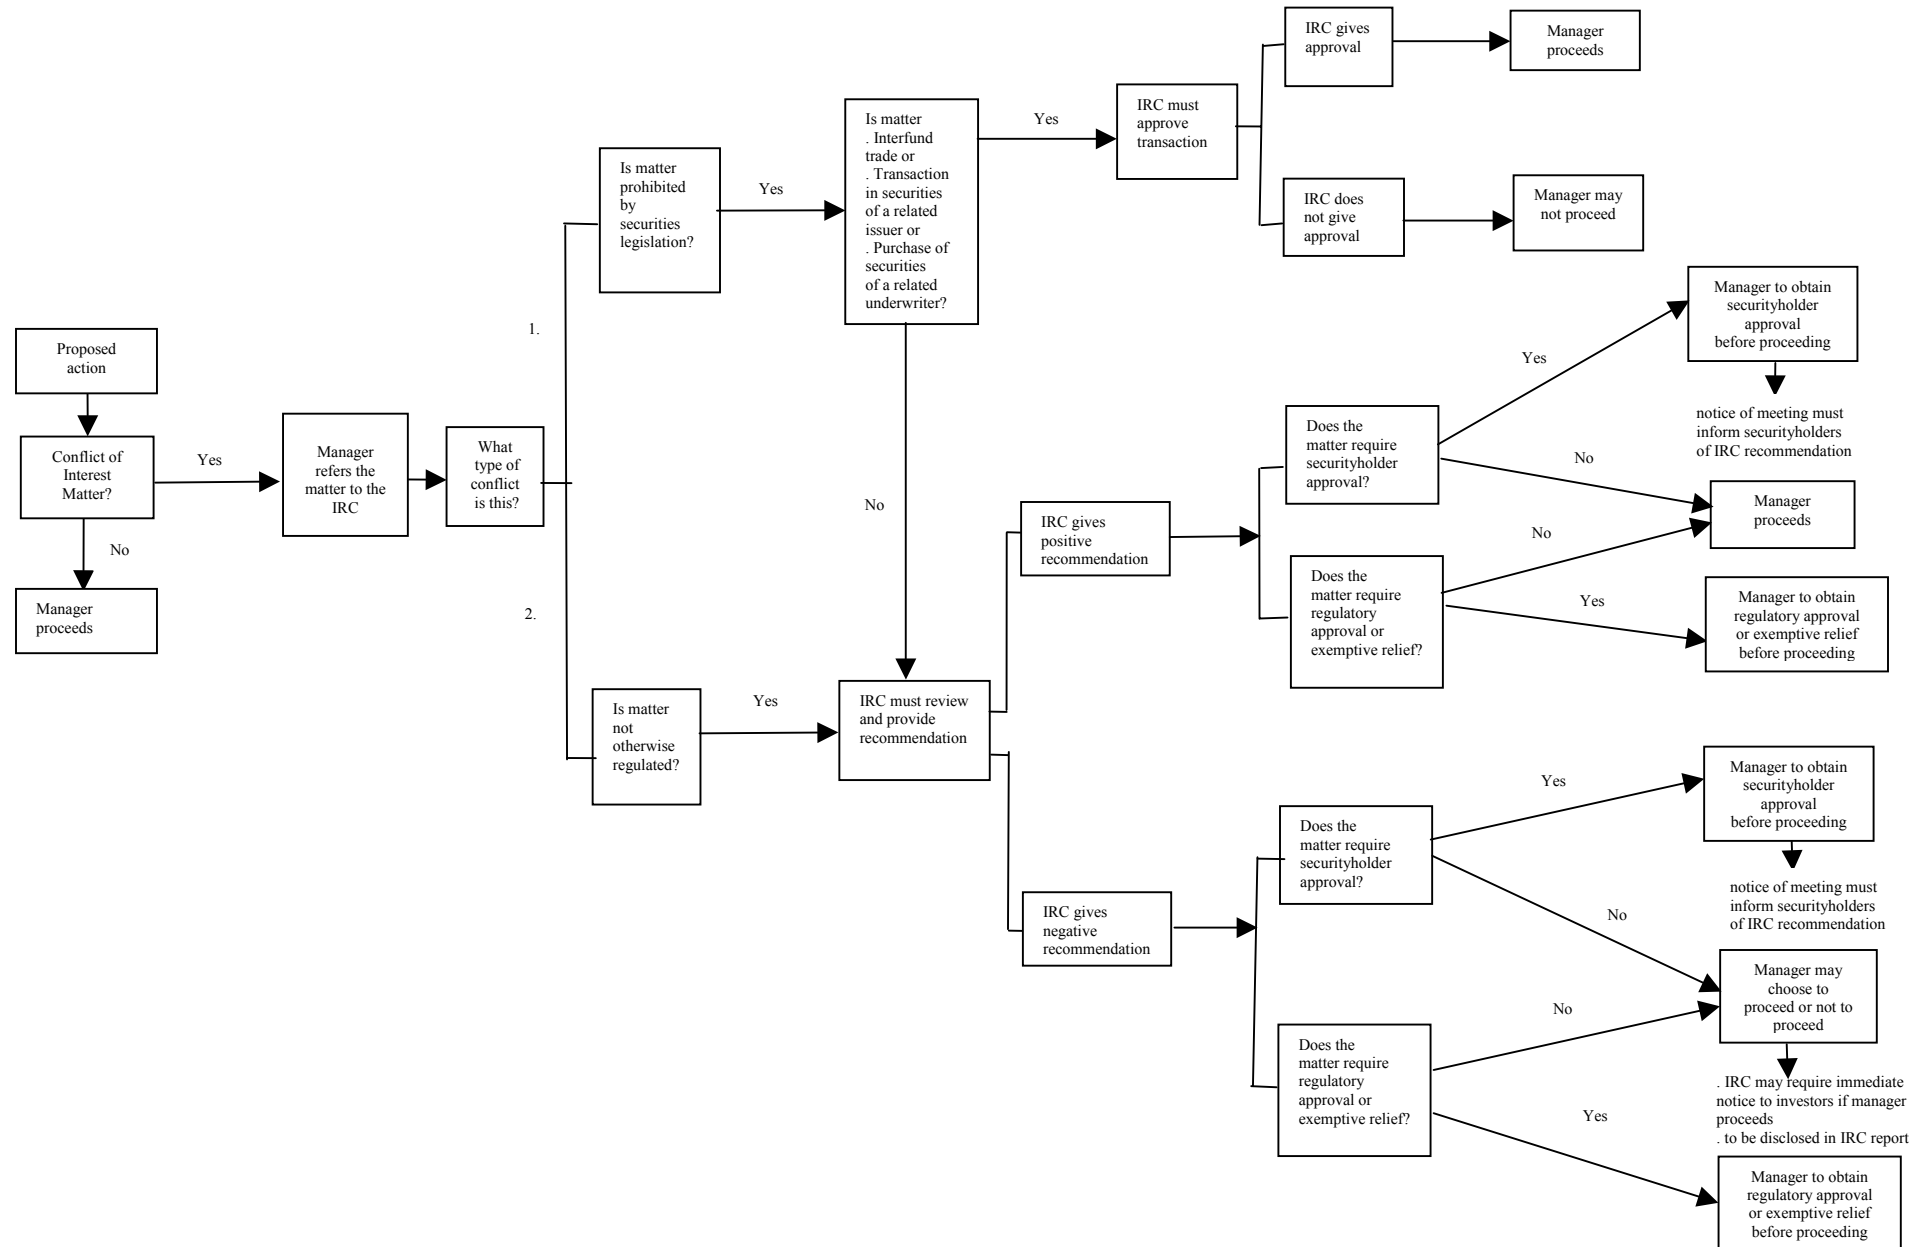 Proposed
action
Conflict of
Interest
Matter?
Yes
No
Manager
proceeds
Manager
refers the
matter to the
IRC
What
type of
conflict
is this?
1.
2.
Is matter
prohibited
by
securities
legislation?
Yes
Is matter
. Interfund
trade or
. Transaction
in securities
of a related
issuer or
. Purchase of
securities
of a related
underwriter?
Yes
No
IRC must
approve
transaction
IRC gives
approval
Manager
proceeds
IRC does
not give
approval
Manager may
not proceed
Is matter
not
otherwise
regulated?
Yes
IRC must review
and provide
recommendation
IRC gives
positive
recommendation
Does the
matter require
securityholder
approval?
Yes
Manager to obtain
securityholder
approval
before proceeding
notice of meeting must
inform securityholders
of IRC recommendation
No
Manager
proceeds
Does the
matter require
regulatory
approval or
exemptive relief?
No
Yes
Manager to obtain
regulatory approval
or exemptive relief
before proceeding
IRC gives
negative
recommendation
Does the
matter require
securityholder
approval?
Yes
Manager to obtain
securityholder
approval
before proceeding
notice of meeting must
inform securityholders
of IRC recommendation
No
Manager may
choose to
proceed or not to
proceed
. IRC may require immediate
notice to investors if manager
proceeds
. to be disclosed in IRC report
Does the
matter require
regulatory
approval or
exemptive relief?
No
Yes
Manager to obtain
regulatory approval
or exemptive relief
before proceeding